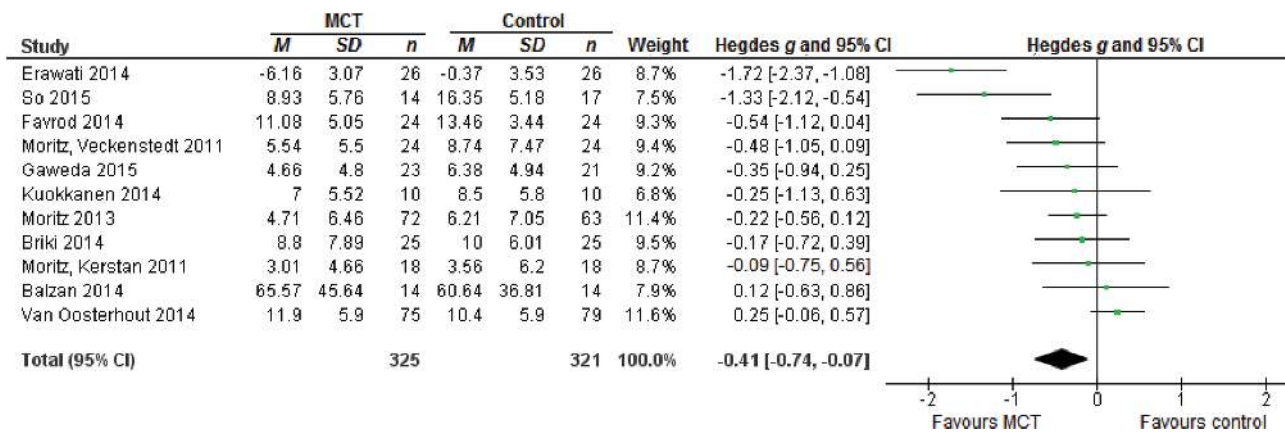 MCT Control
Study M SD n M SD n Weight Hegdes g and 95% CI Hegdes g and 95% CI
Erawati 2014 -6.16 3.07 26 -0.37 3.53 26 8.7% -1.72 [-2.37, -1.08]
So 2015 8.93 5.76 14 16.35 5.18 17 7.5% -1.33 [-2.12, -0.54]
Favrod 2014 11.08 5.05 24 13.46 3.44 24 9.3% -0.54 [-1.12, 0.04]
Moritz, Veckenstedt 2011 5.54 5.5 24 8.74 7.47 24 9.4% -0.48 [-1.05, 0.09]
Gaweda 2015 4.66 4.8 23 6.38 4.94 21 9.2% -0.35 [-0.94, 0.25]
Kuokkanen 2014 7 5.52 10 8.5 5.8 10 6.8% -0.25 [-1.13, 0.63]
Moritz 2013 4.71 6.46 72 6.21 7.05 63 11.4% -0.22 [-0.56, 0.12]
Briki 2014 8.8 7.89 25 10 6.01 25 9.5% -0.17 [-0.72, 0.39]
Moritz, Kerstan 2011 3.01 4.66 18 3.56 6.2 18 8.7% -0.09 [-0.75, 0.56]
Balzan 2014 65.57 45.64 14 60.64 36.81 14 7.9% 0.12 [-0.63, 0.86]
Van Oosterhout 2014 11.9 5.9 75 10.4 5.9 79 11.6% 0.25 [-0.06, 0.57]
Total (95% CI) 325 321 100.0% -0.41 [-0.74, -0.07]
-2 -1 0 1 2
Favours MCT Favours control